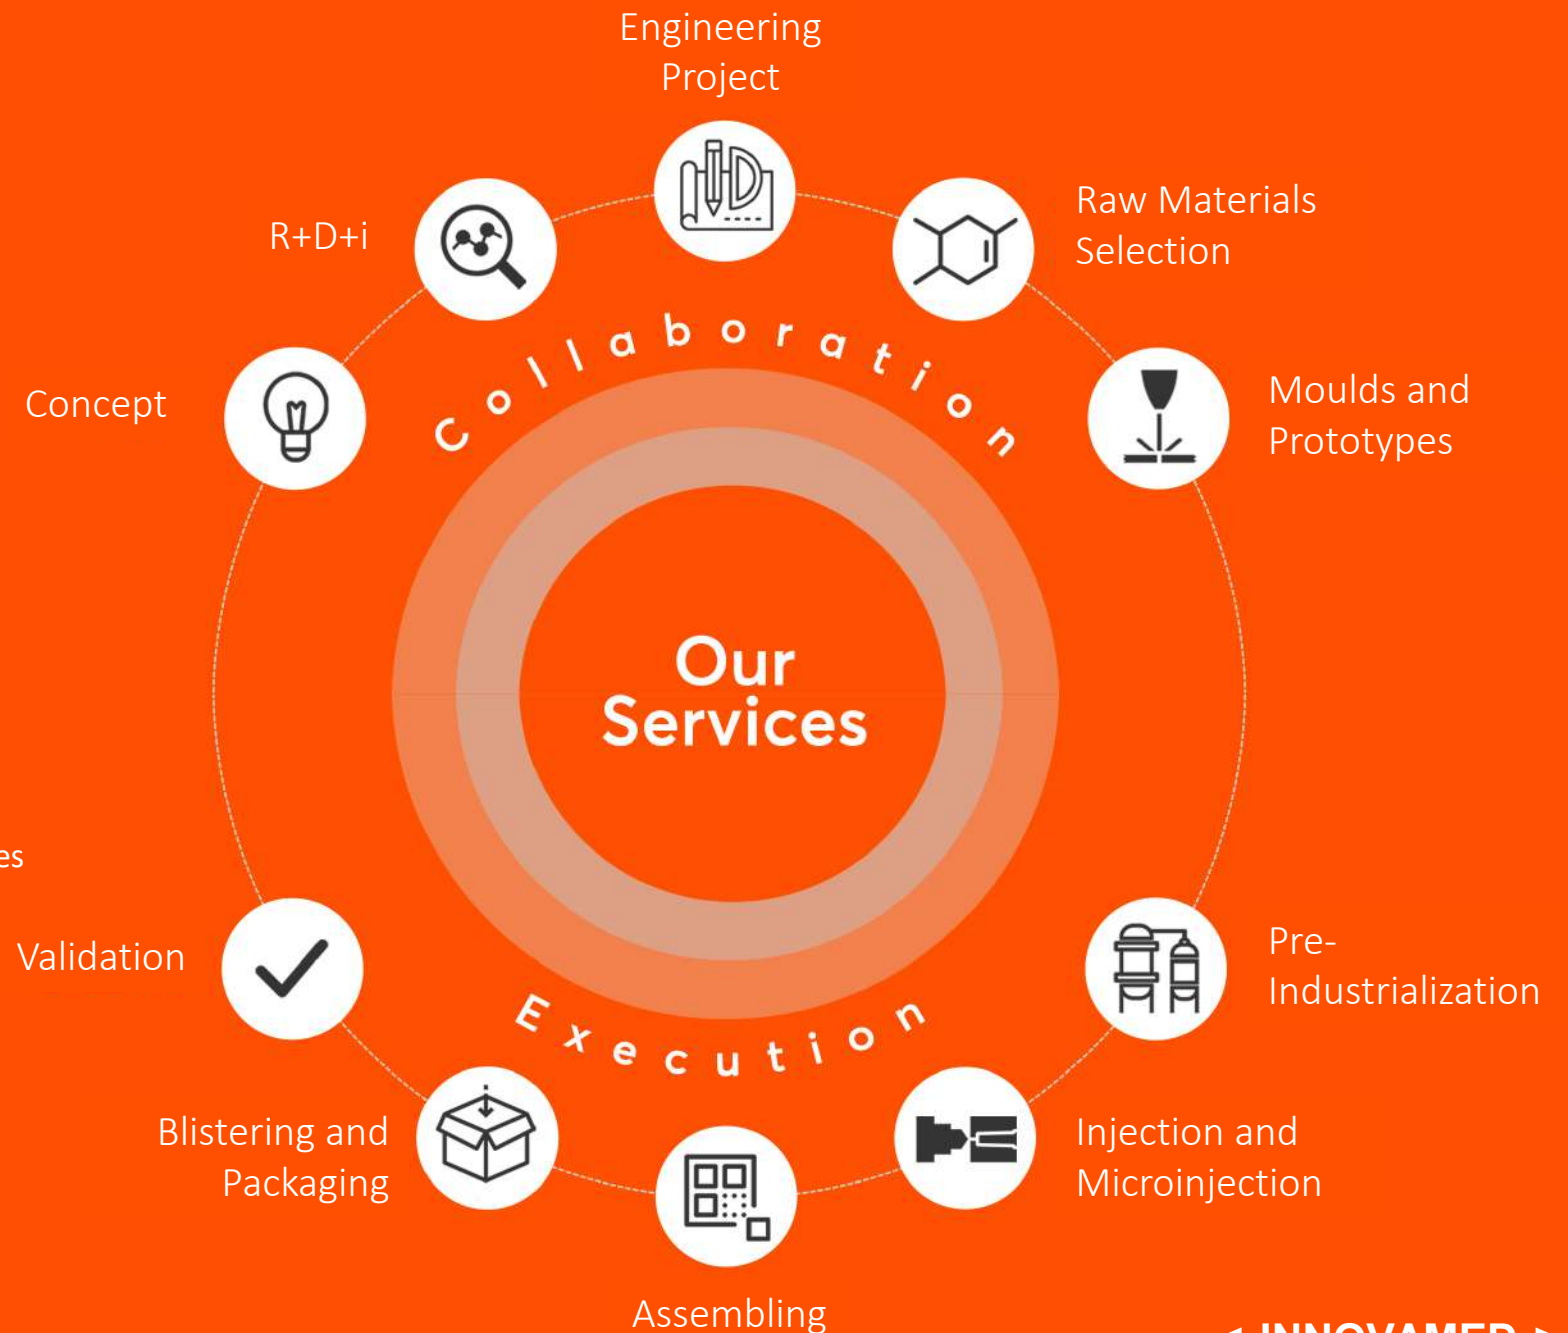 Engineering
Project
R+D+i
Raw Materials
Selection
Collaboration
Concept
Moulds and
Prototypes
Our
Services
Validation
Pre-
Industrialization
Execution
Blistering and
Packaging
Injection and
Microinjection
Assembling
INNOVAMED